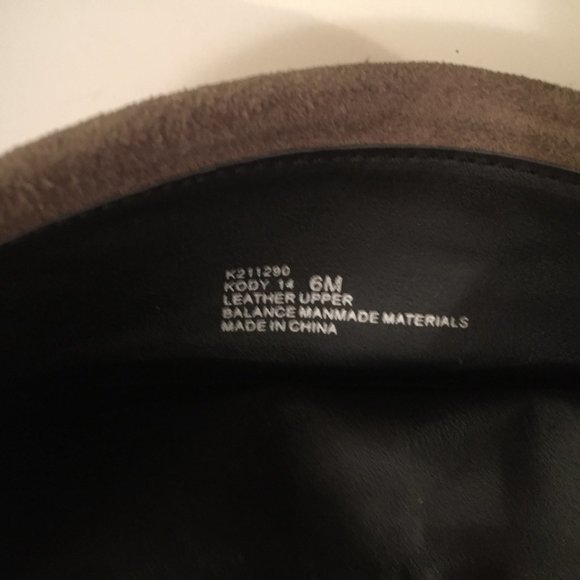 K211290
KODY 14 6M
LEATHER UPPER
BALANCE MANMADE MATERIALS
MADE IN CHINA